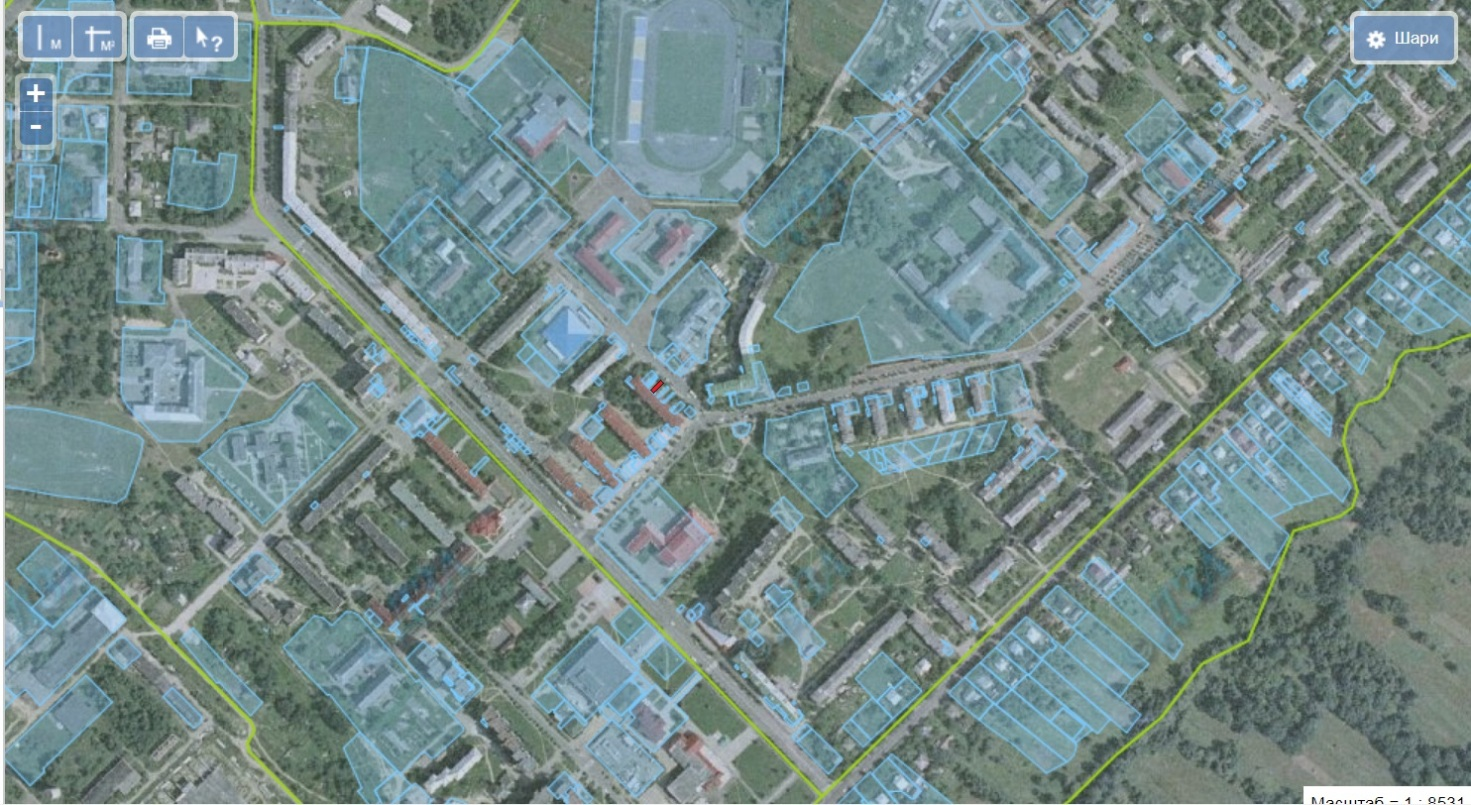 М
М²
?
Шари
+
-
Масштаб = 1 : 8531